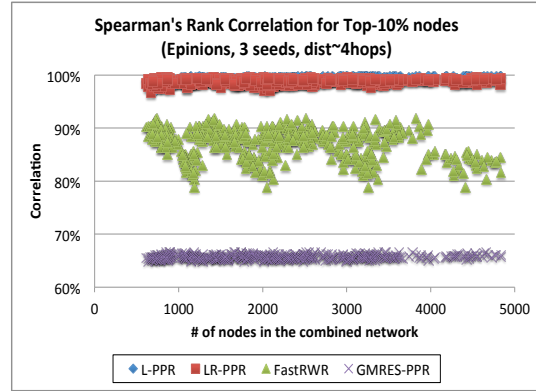 Spearman's Rank Correlation for Top-10% nodes
(Epinions, 3 seeds, dist~4hops)
100%
90%
80%
70%
60%
Correlation
0 1000 2000 3000 4000 5000
# of nodes in the combined network
L-PPR LR-PPR FastRWR GMRES-PPR